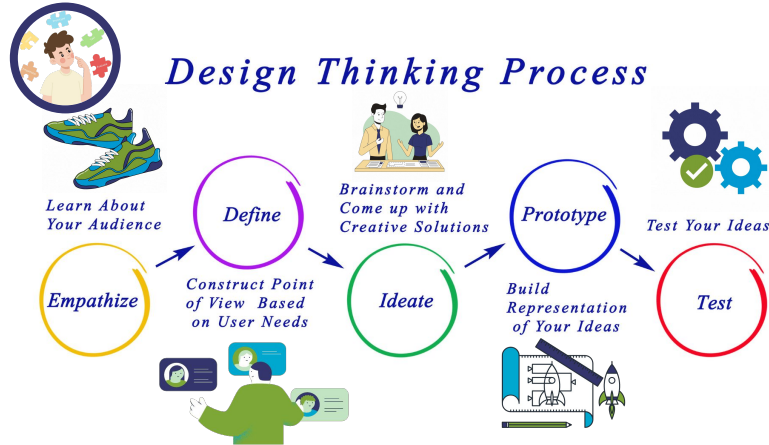 Design Thinking Process
Learn About
Your Audience
Empathize
Define
Construct Point
of View Based
on User Needs
Brainstorm and
Come up with
Creative Solutions
Ideate
Prototype
Build
Representation
of Your Ideas
Test Your Ideas
Test